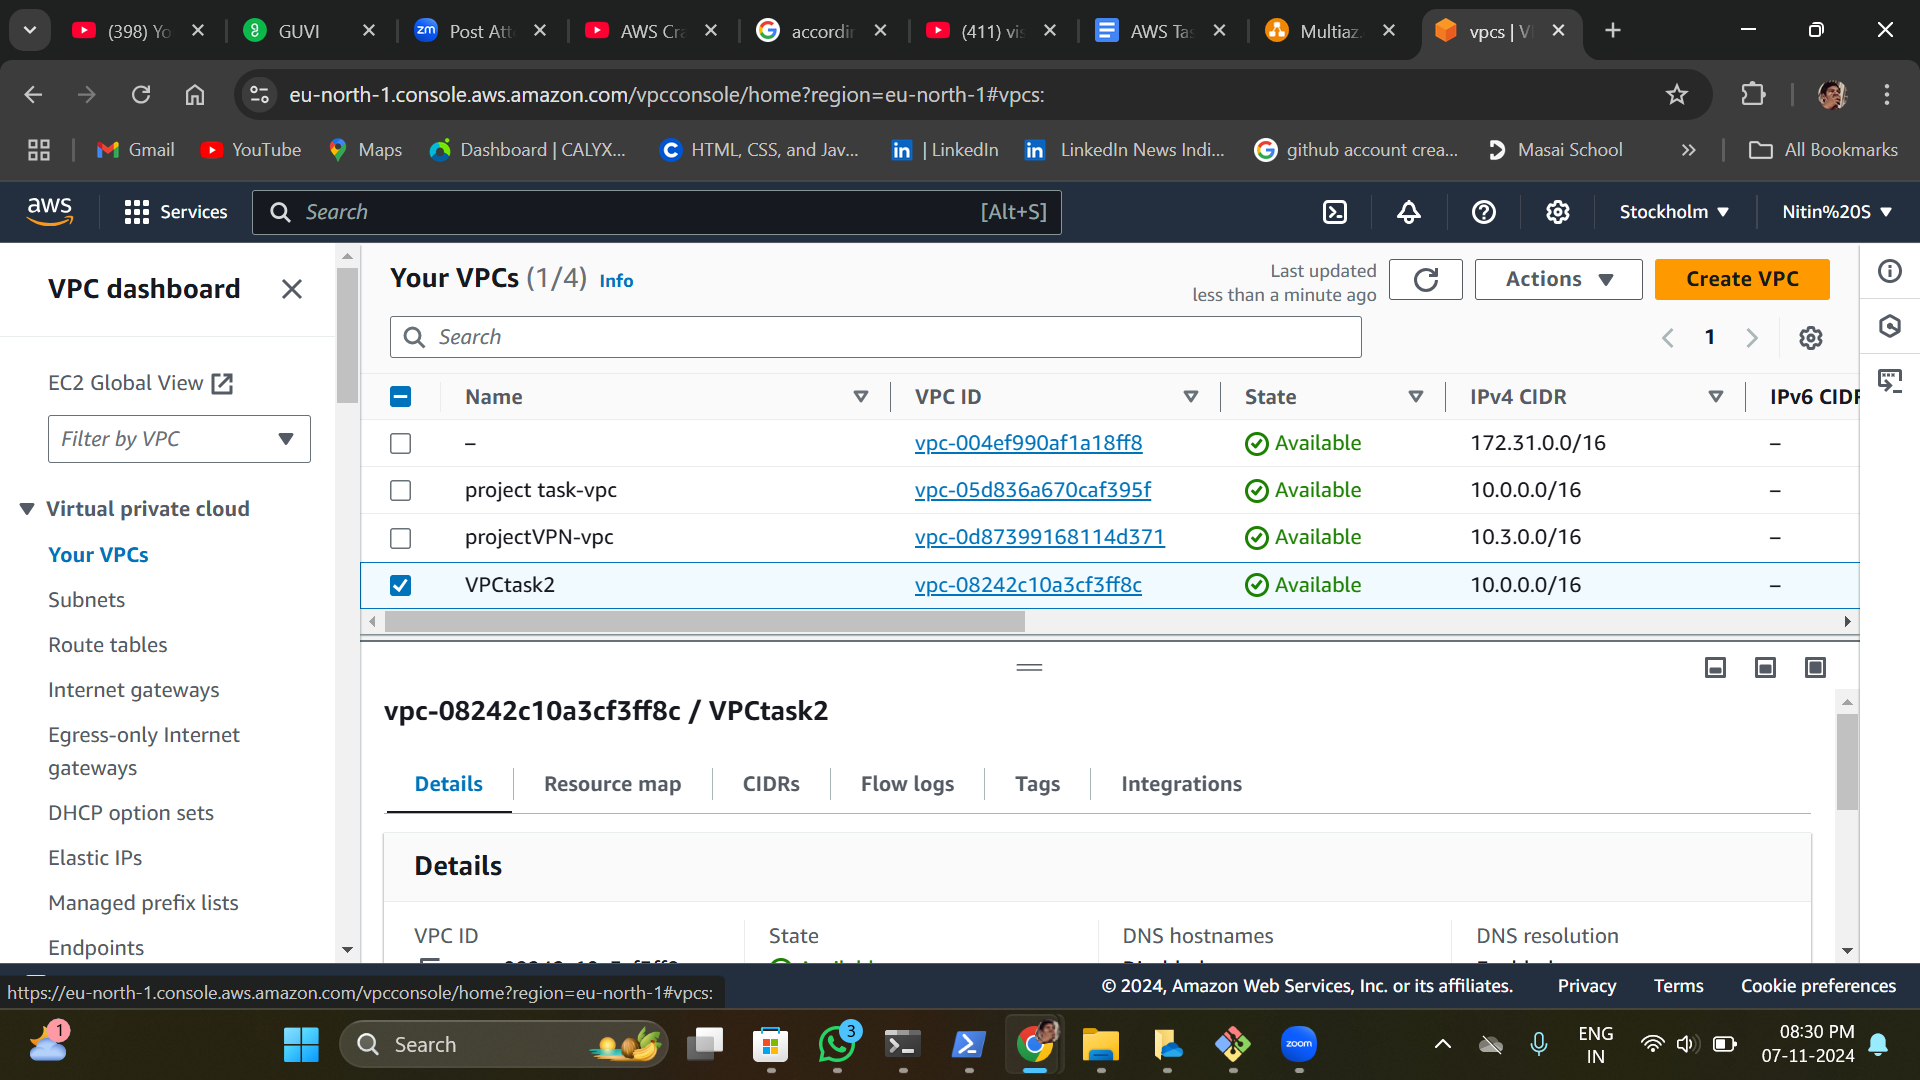 (398) Yo
GUVI
Post Att
AWS Cra
accordin
(411) vis
AWS Tas
Multiaz.
vpcs | V
eu-north-1.console.aws.amazon.com/vpcconsole/home?region=eu-north-1#vpcs:
Gmail
YouTube
Maps
Dashboard | CALYX...
HTML, CSS, and Jav...
| LinkedIn
LinkedIn News Indi...
github account crea...
Masai School
All Bookmarks
aws
Services
Search
[Alt+S]
Stockholm
Nitin%20S
VPC dashboard
EC2 Global View
Filter by VPC
Virtual private cloud
Your VPCs
Subnets
Route tables
Internet gateways
Egress-only Internet
gateways
DHCP option sets
Elastic IPs
Managed prefix lists
Endpoints
Your VPCs (1/4) Info
Last updated
less than a minute ago
Actions
Create VPC
Search
1
Name VPC ID State IPv4 CIDR IPv6 CIDR
– vpc-004ef990af1a18ff8 Available 172.31.0.0/16 –
project task-vpc vpc-05d836a670caf395f Available 10.0.0.0/16 –
projectVPN-vpc vpc-0d87399168114d371 Available 10.3.0.0/16 –
VPCtask2 vpc-08242c10a3cf3ff8c Available 10.0.0.0/16 –
vpc-08242c10a3cf3ff8c / VPCtask2
Details Resource map CIDRs Flow logs Tags Integrations
Details
VPC ID State DNS hostnames DNS resolution
https://eu-north-1.console.aws.amazon.com/vpcconsole/home?region=eu-north-1#vpcs:
© 2024, Amazon Web Services, Inc. or its affiliates. Privacy Terms Cookie preferences
1
Search
3
zoom
ENG
IN
08:30 PM
07-11-2024